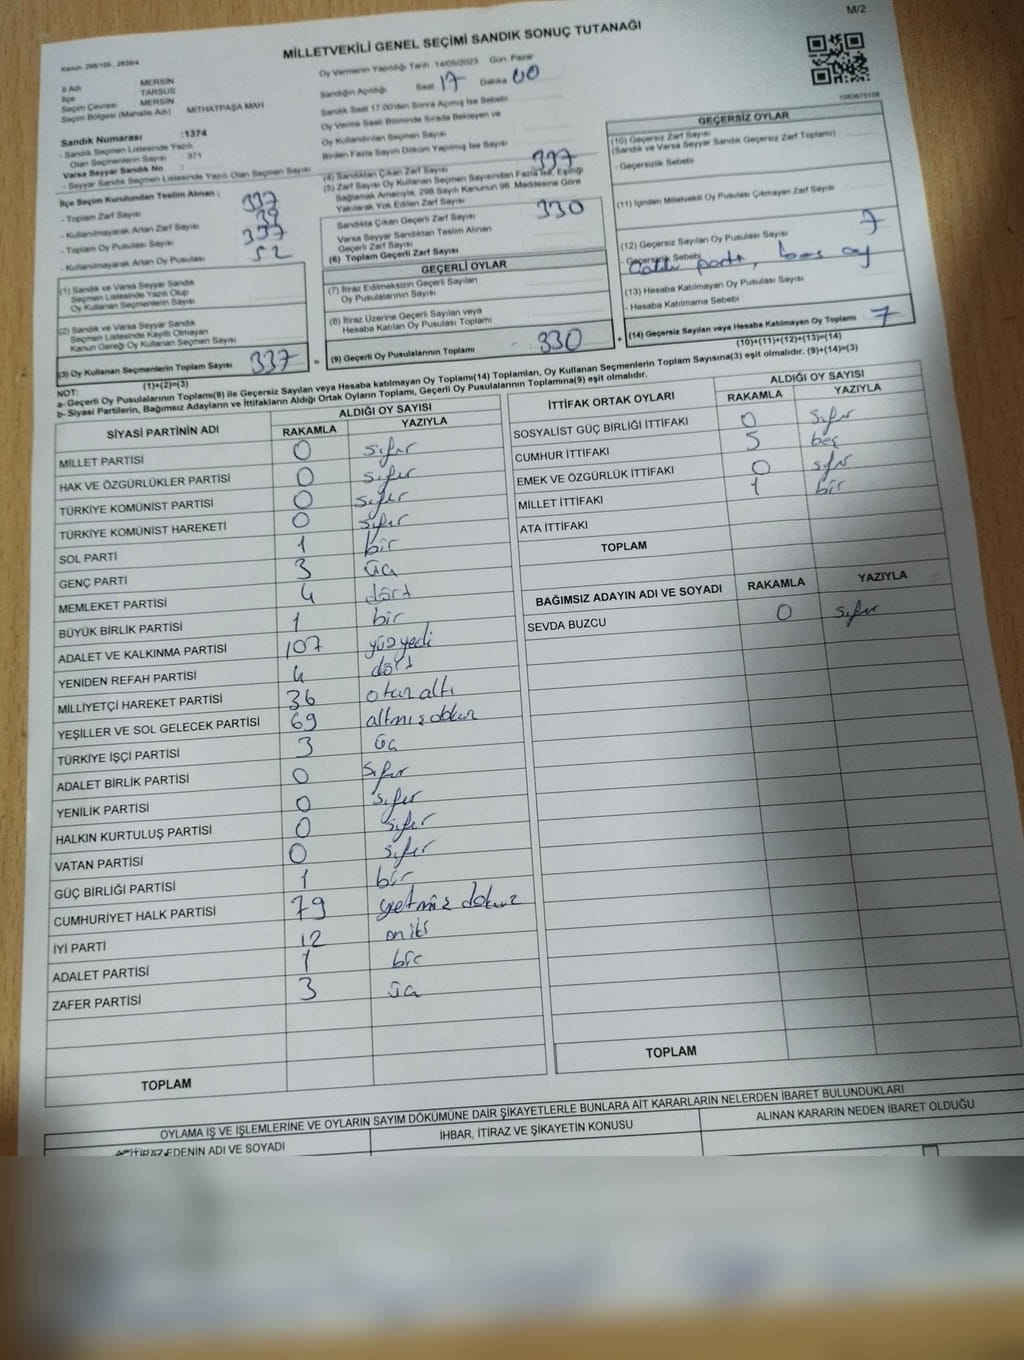 M/2
MİLLETVEKİLİ GENEL SEÇİMİ SANDIK SONUÇ TUTANAĞI
Kanun, 298/105 , 2839/4
İl Adı MERSİN
İlçe TARSUS
Seçim Çevresi MERSİN
Seçim Bölgesi (Mahalle Adı) MİTHATPAŞA MAH
Sandık Numarası :1374
- Sandık Seçmen Listesinde Yazılı
Olan Seçmenlerin Sayısı : 371
Varsa Seyyar Sandık No :
- Seyyar Sandık Seçmen Listesinde Yazılı Olan Seçmen Sayısı
İlçe Seçim Kurulundan Teslim Alınan ;
- Toplam Zarf Sayısı
- Kullanılmayarak Artan Zarf Sayısı
- Toplam Oy Pusulası Sayısı
- Kullanılmayarak Artan Oy Pusulası 52
(1) Sandık ve Varsa Seyyar Sandık
Seçmen Listesinde Yazılı Olup
Oy Kullanan Seçmenlerin Sayısı
(2) Sandık ve Varsa Seyyar Sandık
Seçmen Listesinde Kayıtlı Olmayan
Kanun Gereği Oy Kullanan Seçmen Sayısı
(3) Oy Kullanan Seçmenlerin Toplam Sayısı 337
(1)+(2)=(3)
Oy Vermenin Yapıldığı Tarih :14/05/2023 Gün: Pazar
Sandığın Açıldığı Saat 17 Dakika 00
Sandık Saat 17:00'den Sonra Açılmış İse Sebebi
Oy Verme Saati Bitiminde Sırada Bekleyen ve
Oy Kullandırılan Seçmen Sayısı
Birden Fazla Sayım Döküm Yapılmış İse Sayısı
(4) Sandıktan Çıkan Zarf Sayısı 337
(5) Zarf Sayısı Oy Kullanan Seçmen Sayısından Fazla İse, Eşitliği
Sağlamak Amacıyla, 298 Sayılı Kanunun 98. Maddesine Göre
Yakılarak Yok Edilen Zarf Sayısı
Sandıkta Çıkan Geçerli Zarf Sayısı 330
Varsa Seyyar Sandıktan Teslim Alınan
Geçerli Zarf Sayısı
(6) Toplam Geçerli Zarf Sayısı
GEÇERLİ OYLAR
(7) İtiraz Edilmeksizin Geçerli Sayılan
Oy Pusulalarının Sayısı
(8) İtiraz Üzerine Geçerli Sayılan veya
Hesaba Katılan Oy Pusulası Toplamı
= (9) Geçerli Oy Pusulalarının Toplamı 330
1083675108
GEÇERSİZ OYLAR
(10) Geçersiz Zarf Sayısı
(Sandık ve Varsa Seyyar Sandık Geçersiz Zarf Toplamı)
- Geçersizlik Sebebi
(11) İçinden Milletvekili Oy Pusulası Çıkmayan Zarf Sayısı
(12) Geçersiz Sayılan Oy Pusulası Sayısı 7
- Geçersizlik Sebebi parti, boş oy
(13) Hesaba Katılmayan Oy Pusulası Sayısı
- Hesaba Katılmama Sebebi
+ (14) Geçersiz Sayılan veya Hesaba Katılmayan Oy Toplamı 7
(10)+(11)+(12)+(13)=(14)
NOT:
a- Geçerli Oy Pusulalarının Toplamı(9) ile Geçersiz Sayılan veya Hesaba katılmayan Oy Toplamı(14) Toplamları, Oy Kullanan Seçmenlerin Toplam Sayısına(3) eşit olmalıdır. (9)+(14)=(3)
b- Siyasi Partilerin, Bağımsız Adayların ve İttifakların Aldığı Ortak Oyların Toplamı, Geçerli Oy Pusulalarının Toplamına(9) eşit olmalıdır.
SİYASİ PARTİNİN ADI ALDIĞI OY SAYISI
RAKAMLA YAZIYLA
MİLLET PARTİSİ 0 sıfır
HAK VE ÖZGÜRLÜKLER PARTİSİ 0 sıfır
TÜRKİYE KOMÜNİST PARTİSİ 0 sıfır
TÜRKİYE KOMÜNİST HAREKETİ 0 sıfır
SOL PARTİ 1 bir
GENÇ PARTİ 3 üç
MEMLEKET PARTİSİ 4 dört
BÜYÜK BİRLİK PARTİSİ 1 bir
ADALET VE KALKINMA PARTİSİ 107 yüzyedi
YENİDEN REFAH PARTİSİ 4 dört
MİLLİYETÇİ HAREKET PARTİSİ 36 otuz altı
YEŞİLLER VE SOL GELECEK PARTİSİ 69 altmış dokuz
TÜRKİYE İŞÇİ PARTİSİ 3 üç
ADALET BİRLİK PARTİSİ 0 sıfır
YENİLİK PARTİSİ 0 sıfır
HALKIN KURTULUŞ PARTİSİ 0 sıfır
VATAN PARTİSİ 0 sıfır
GÜÇ BİRLİĞİ PARTİSİ 1 bir
CUMHURİYET HALK PARTİSİ 79 yetmiş dokuz
İYİ PARTİ 12 oniki
ADALET PARTİSİ 1 bir
ZAFER PARTİSİ 3 üç
TOPLAM
İTTİFAK ORTAK OYLARI ALDIĞI OY SAYISI
RAKAMLA YAZIYLA
SOSYALİST GÜÇ BİRLİĞİ İTTİFAKI 0 sıfır
CUMHUR İTTİFAKI 5 beş
EMEK VE ÖZGÜRLÜK İTTİFAKI 0 sıfır
MİLLET İTTİFAKI 1 bir
ATA İTTİFAKI
TOPLAM
BAĞIMSIZ ADAYIN ADI VE SOYADI RAKAMLA YAZIYLA
SEVDA BUZCU 0 sıfır
TOPLAM
OYLAMA İŞ VE İŞLEMLERİNE VE OYLARIN SAYIM DÖKÜMÜNE DAİR ŞİKAYETLERLE BUNLARA AİT KARARLARIN NELERDEN İBARET BULUNDUKLARI
İTİRAZ EDENİN ADI VE SOYADI İHBAR, İTİRAZ VE ŞİKAYETİN KONUSU ALINAN KARARIN NEDEN İBARET OLDUĞU